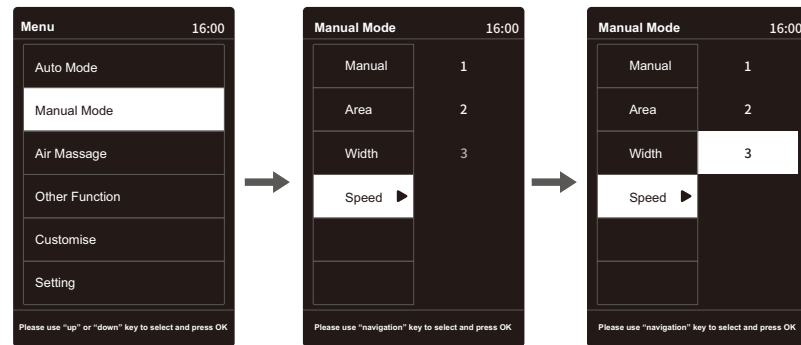 Menu 16:00
Auto Mode
Manual Mode
Air Massage
Other Function
Customise
Setting
Please use “up” or “down” key to select and press OK
Manual Mode 16:00
Manual 1
Area 2
Width 3
Speed
Please use “navigation” key to select and press OK
Manual Mode 16:00
Manual 1
Area 2
Width 3
Speed
Please use “navigation” key to select and press OK